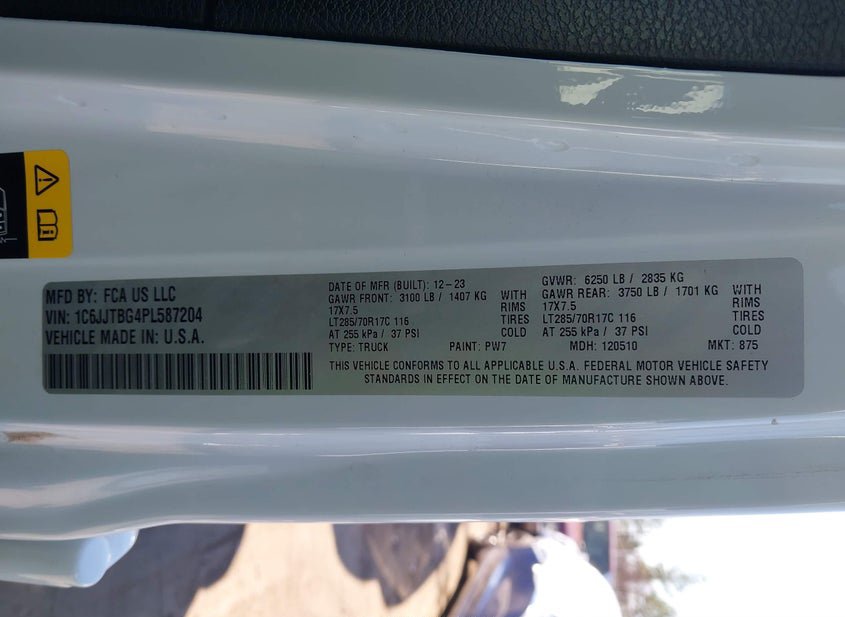 MFD BY: FCA US LLC
VIN: 1C6JJTBG4PL587204
VEHICLE MADE IN: U.S.A.
DATE OF MFR (BUILT): 12-23
GAWR FRONT: 3100 LB / 1407 KG WITH
17X7.5 RIMS
LT285/70R17C 116 TIRES
AT 255 kPa / 37 PSI COLD
GVWR: 6250 LB / 2835 KG
GAWR REAR: 3750 LB / 1701 KG WITH
17X7.5 RIMS
LT285/70R17C 116 TIRES
AT 255 kPa / 37 PSI COLD
TYPE: TRUCK PAINT: PW7 MDH: 120510 MKT: 875
THIS VEHICLE CONFORMS TO ALL APPLICABLE U.S.A. FEDERAL MOTOR VEHICLE SAFETY
STANDARDS IN EFFECT ON THE DATE OF MANUFACTURE SHOWN ABOVE.